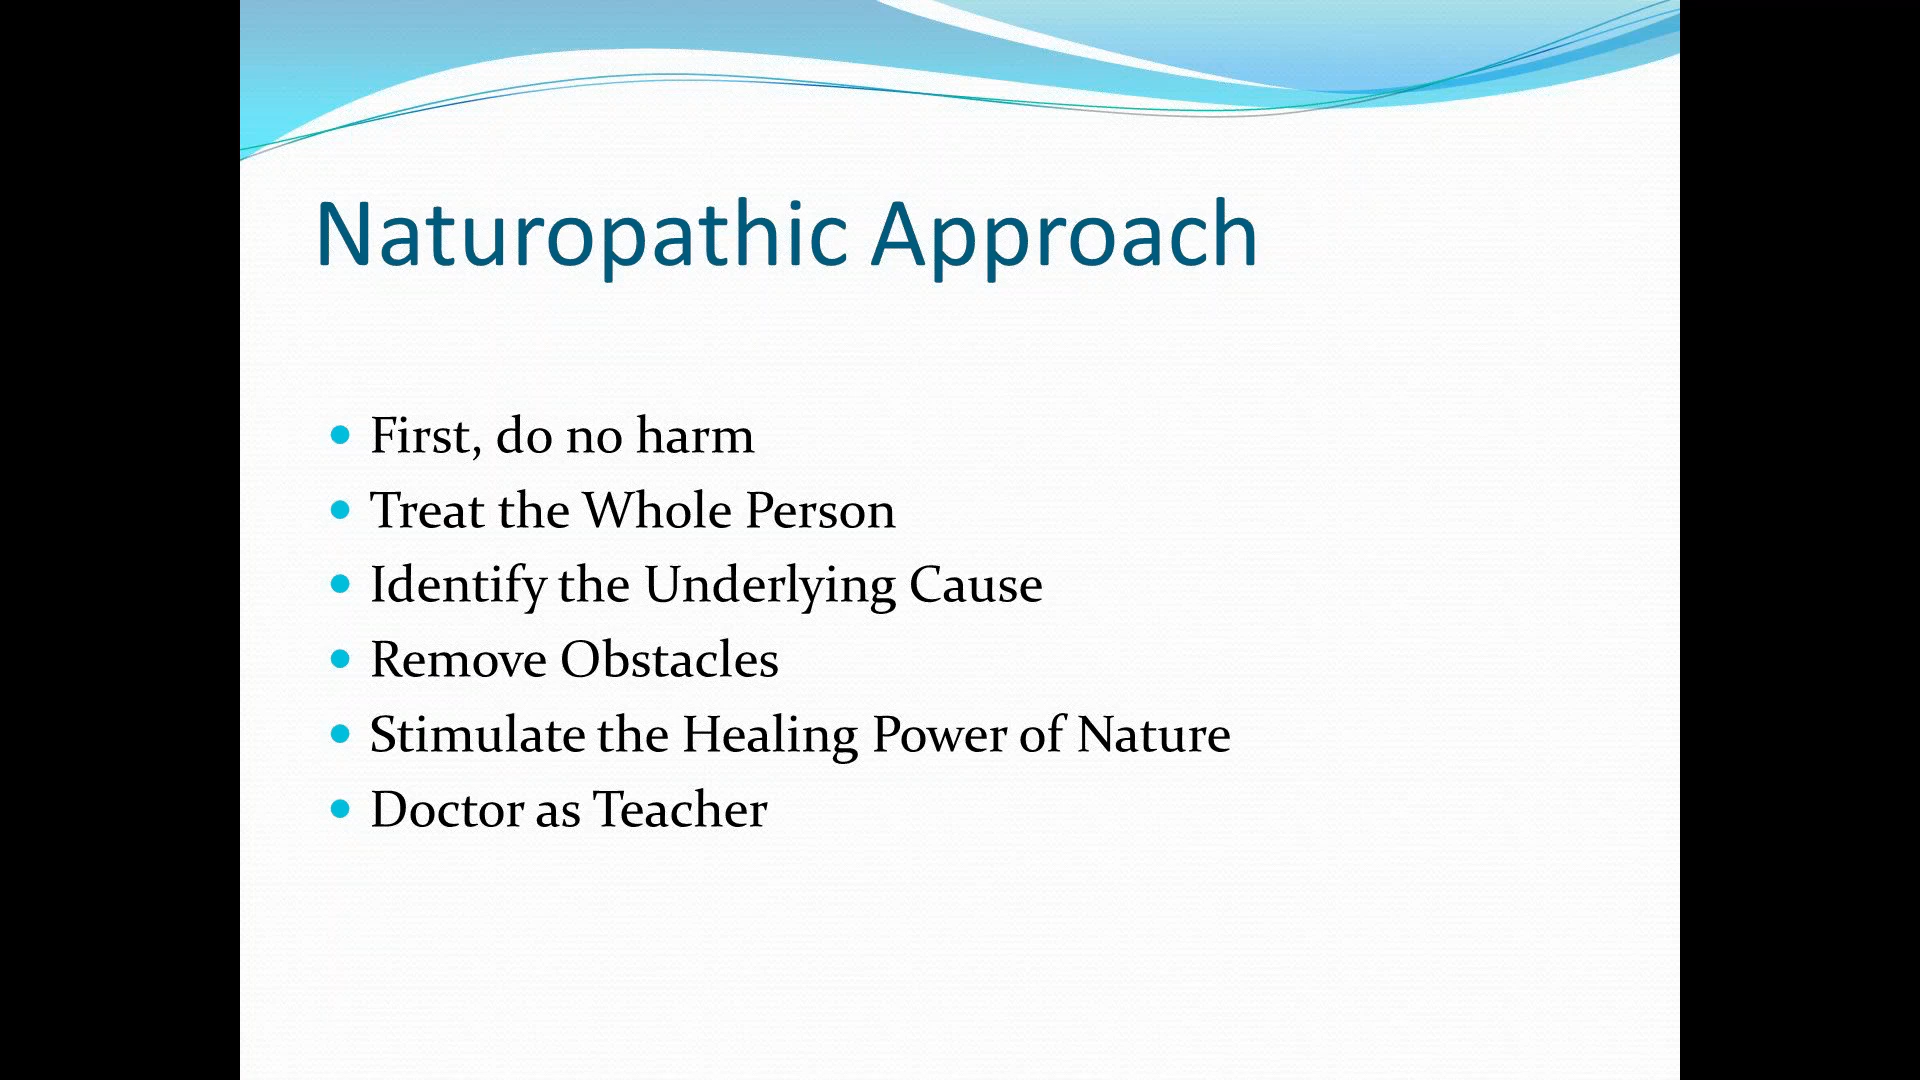 Naturopathic Approach
• First, do no harm
• Treat the Whole Person
• Identify the Underlying Cause
• Remove Obstacles
• Stimulate the Healing Power of Nature
• Doctor as Teacher